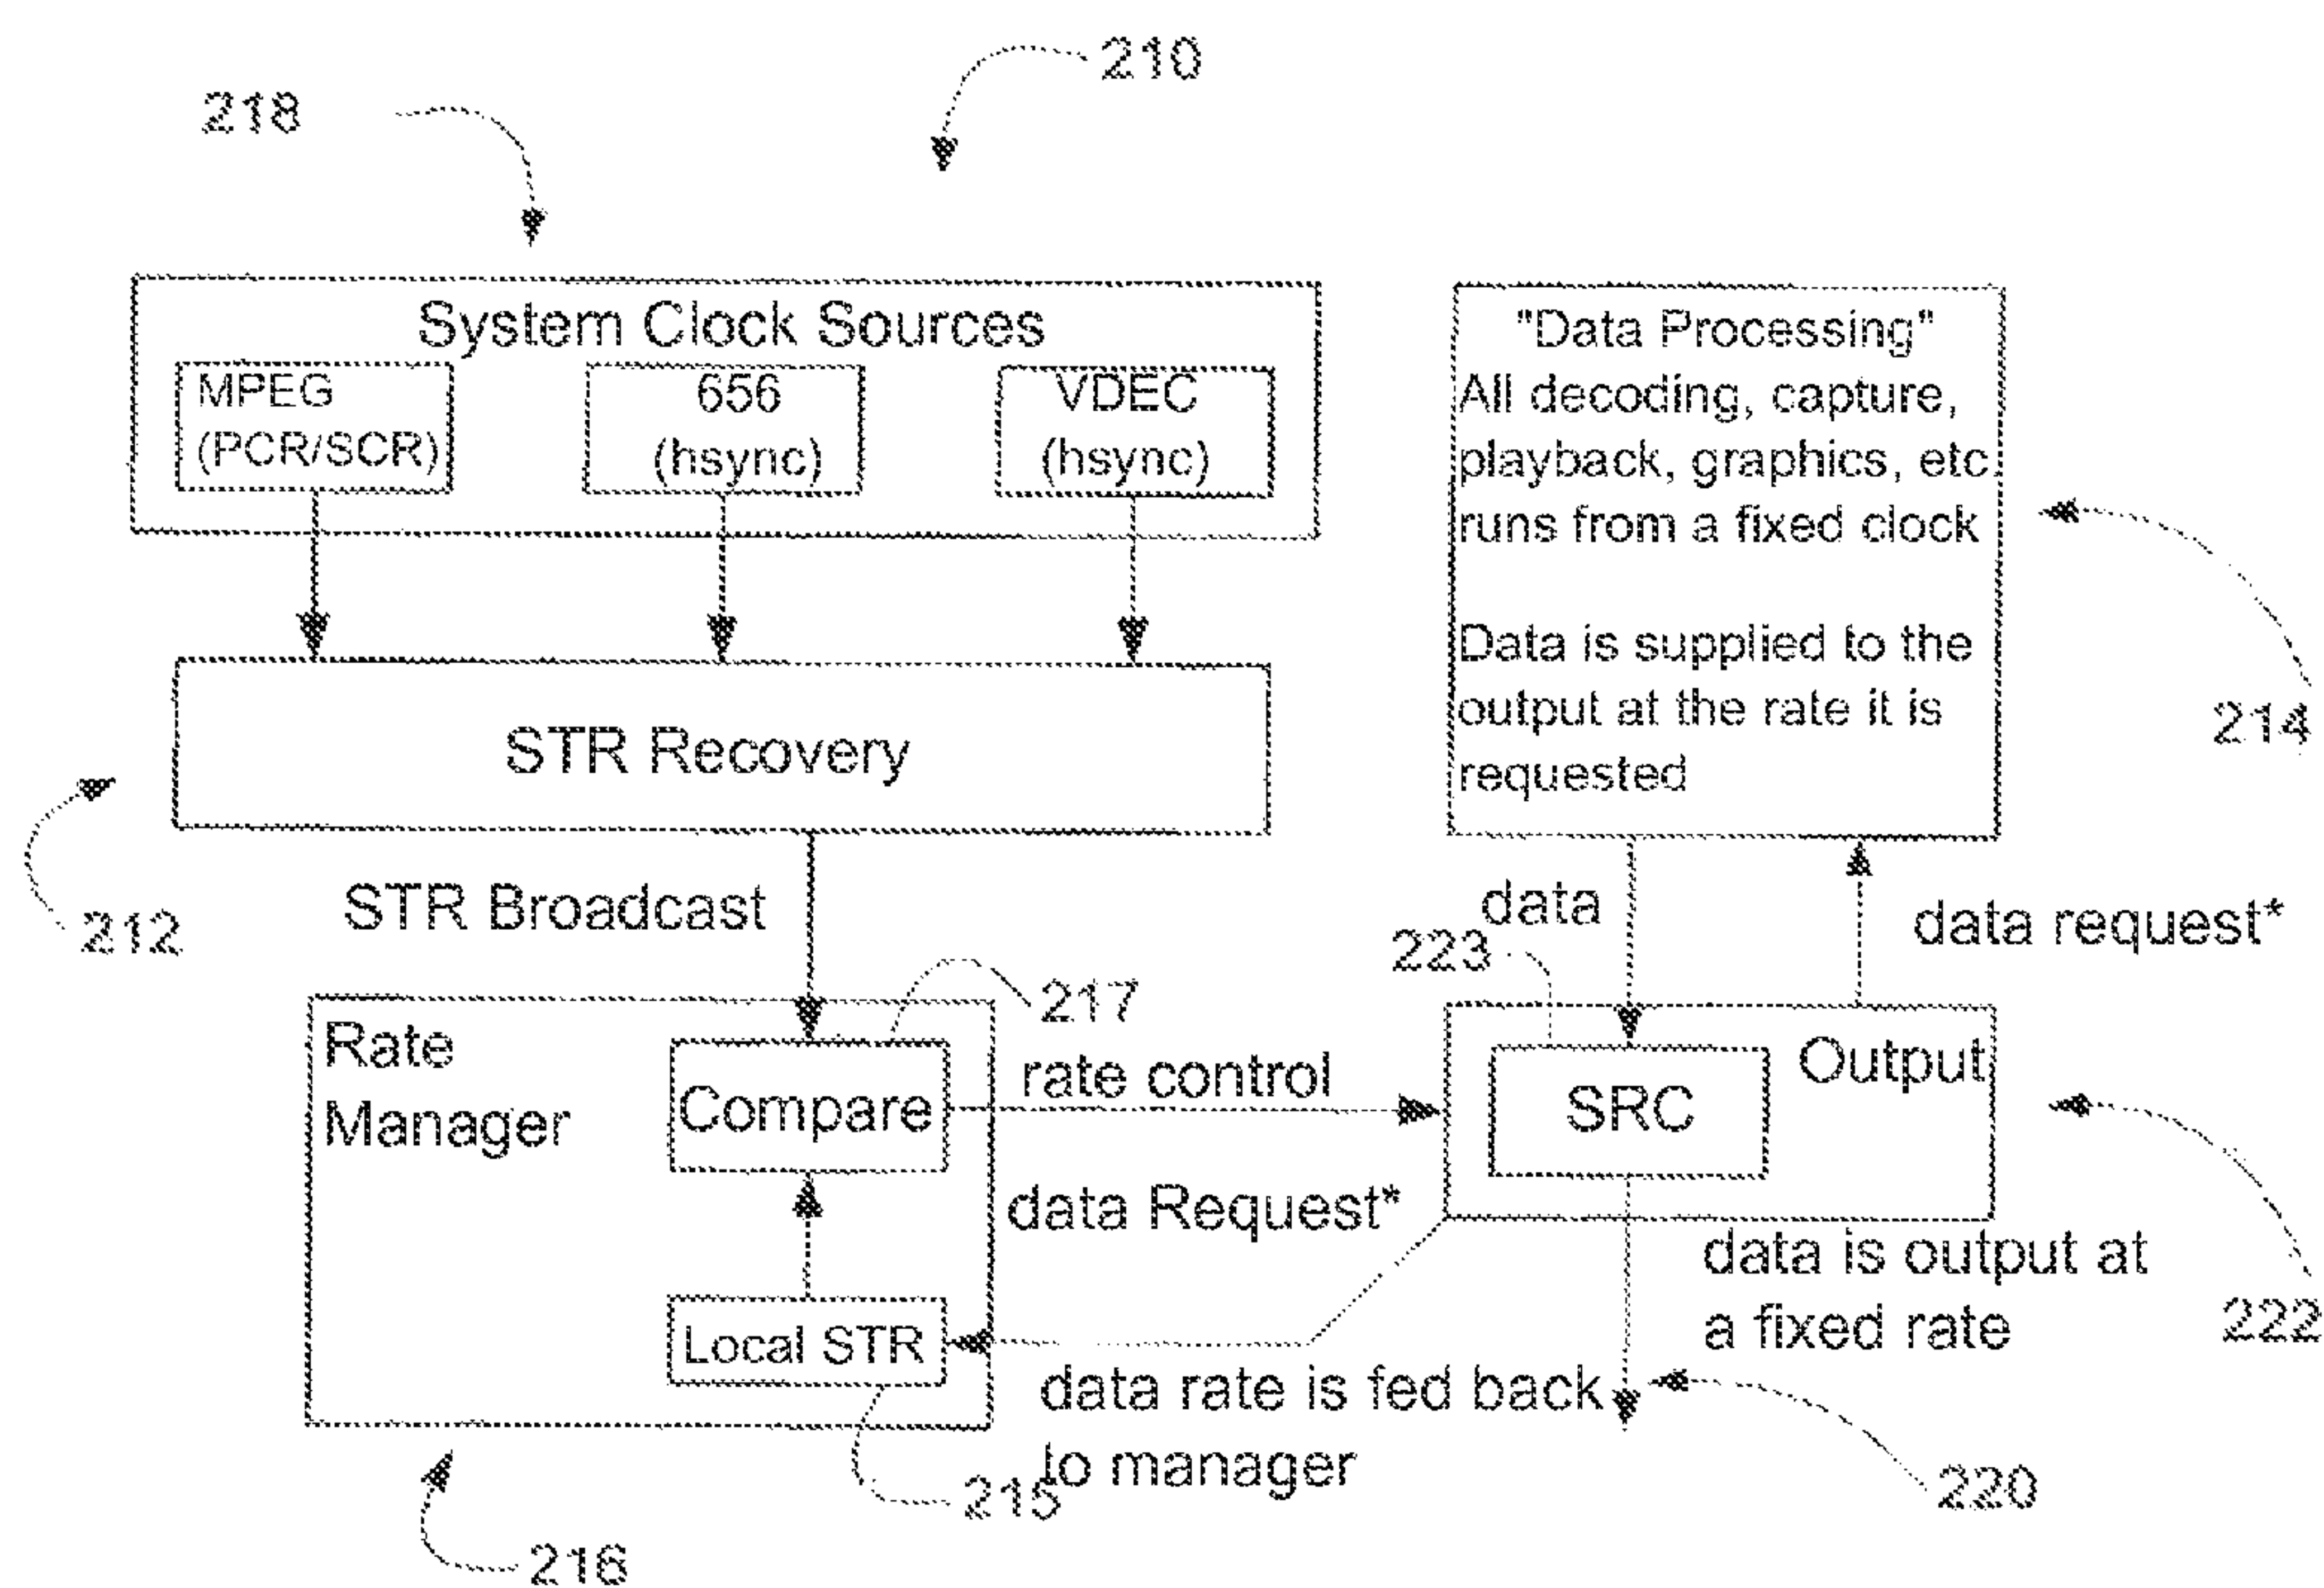 210
218
System Clock Sources
MPEG
(PCR/SCR)
656
(hsync)
VDEC
(hsync)
"Data Processing"
All decoding, capture,
playback, graphics, etc.
runs from a fixed clock
Data is supplied to the
output at the rate it is
requested
214
STR Recovery
212
STR Broadcast
data
data request*
223
217
Rate
Manager
Compare
rate control
SRC
Output
222
data Request*
Local STR
data is output at
a fixed rate
data rate is fed back
to manager
215
220
216